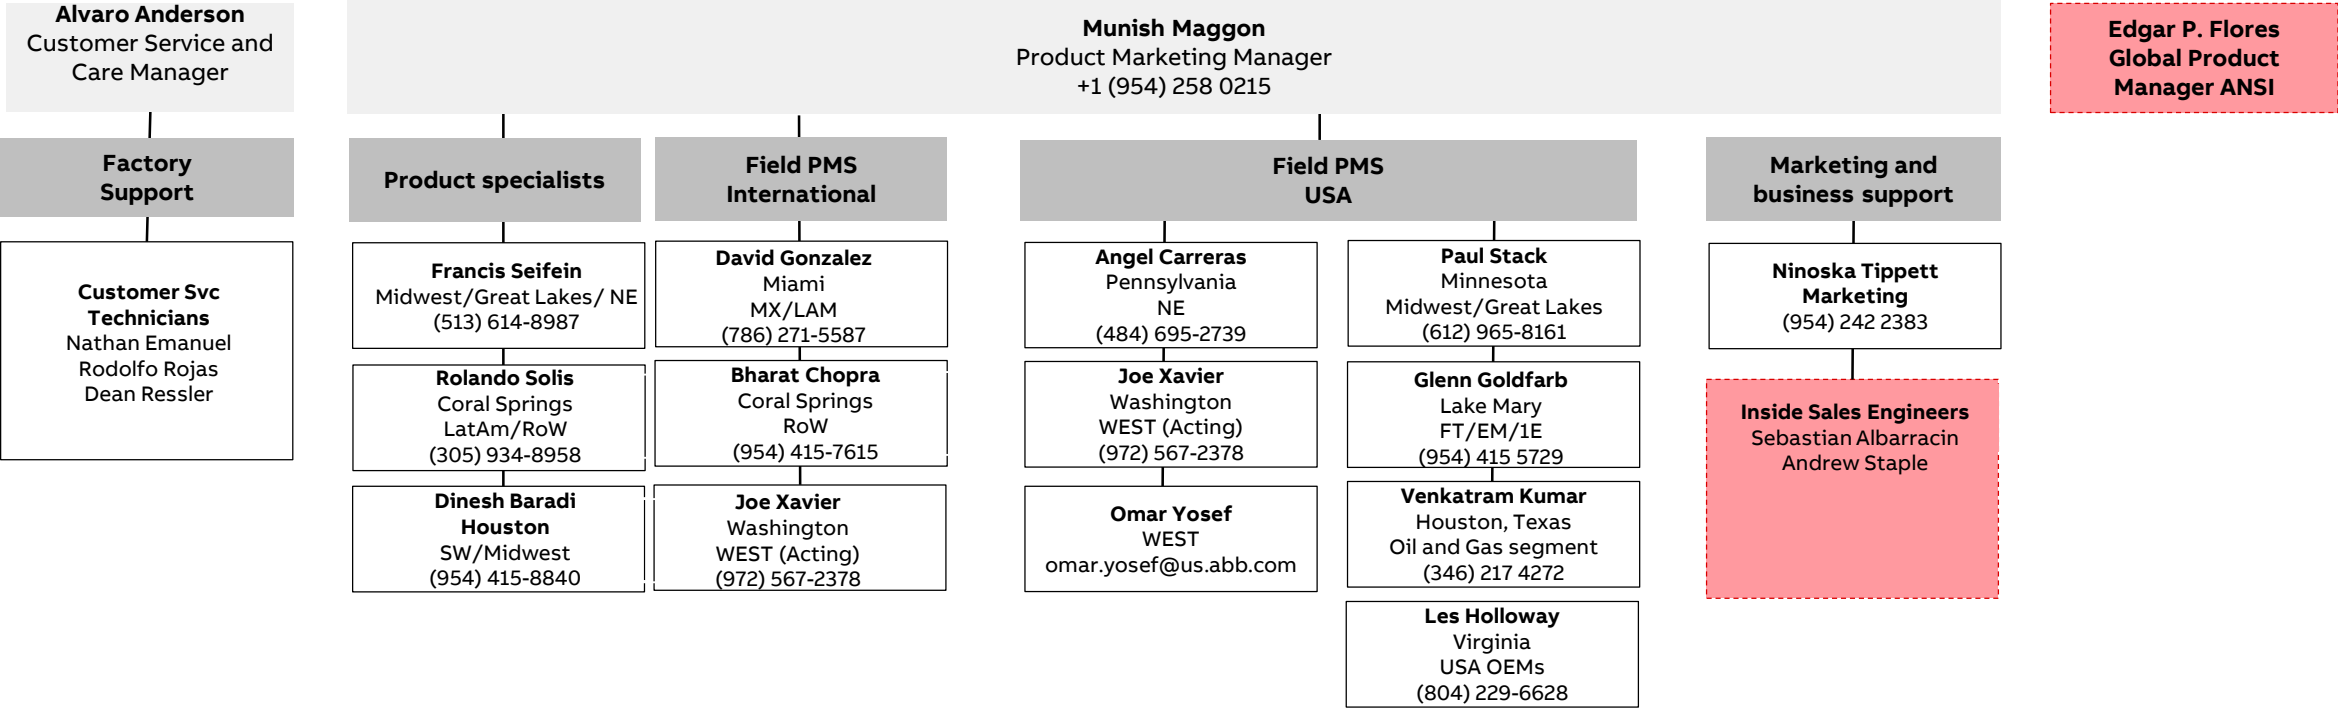 Alvaro Anderson
Customer Service and
Care Manager
Munish Maggon
Product Marketing Manager
+1 (954) 258 0215
Edgar P. Flores
Global Product
Manager ANSI
Factory
Support
Product specialists
Field PMS
International
Field PMS
USA
Marketing and
business support
Customer Svc
Technicians
Nathan Emanuel
Rodolfo Rojas
Dean Ressler
Francis Seifein
Midwest/Great Lakes/ NE
(513) 614-8987
Rolando Solis
Coral Springs
LatAm/RoW
(305) 934-8958
Dinesh Baradi
Houston
SW/Midwest
(954) 415-8840
David Gonzalez
Miami
MX/LAM
(786) 271-5587
Bharat Chopra
Coral Springs
RoW
(954) 415-7615
Joe Xavier
Washington
WEST (Acting)
(972) 567-2378
Angel Carreras
Pennsylvania
NE
(484) 695-2739
Joe Xavier
Washington
WEST (Acting)
(972) 567-2378
Omar Yosef
WEST
omar.yosef@us.abb.com
Paul Stack
Minnesota
Midwest/Great Lakes
(612) 965-8161
Glenn Goldfarb
Lake Mary
FT/EM/1E
(954) 415 5729
Venkatram Kumar
Houston, Texas
Oil and Gas segment
(346) 217 4272
Les Holloway
Virginia
USA OEMs
(804) 229-6628
Ninoska Tippett
Marketing
(954) 242 2383
Inside Sales Engineers
Sebastian Albarracin
Andrew Staple